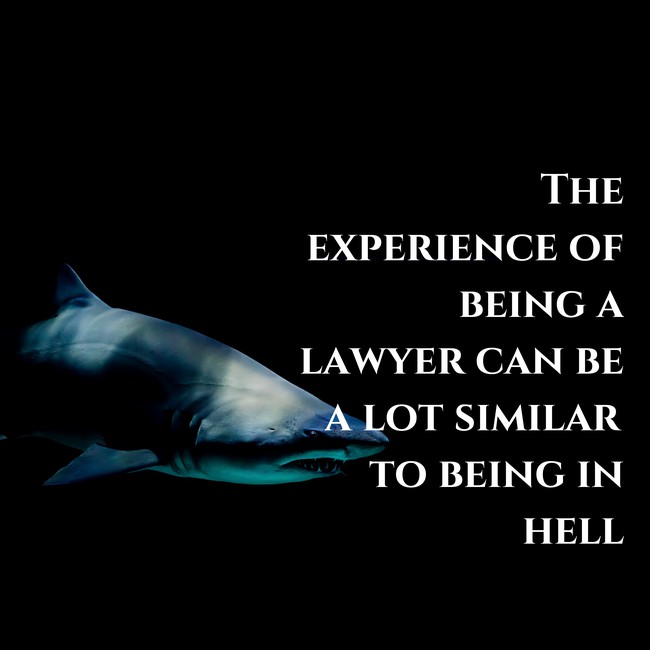 The
experience of
being a
lawyer can be
a lot similar
to being in
hell